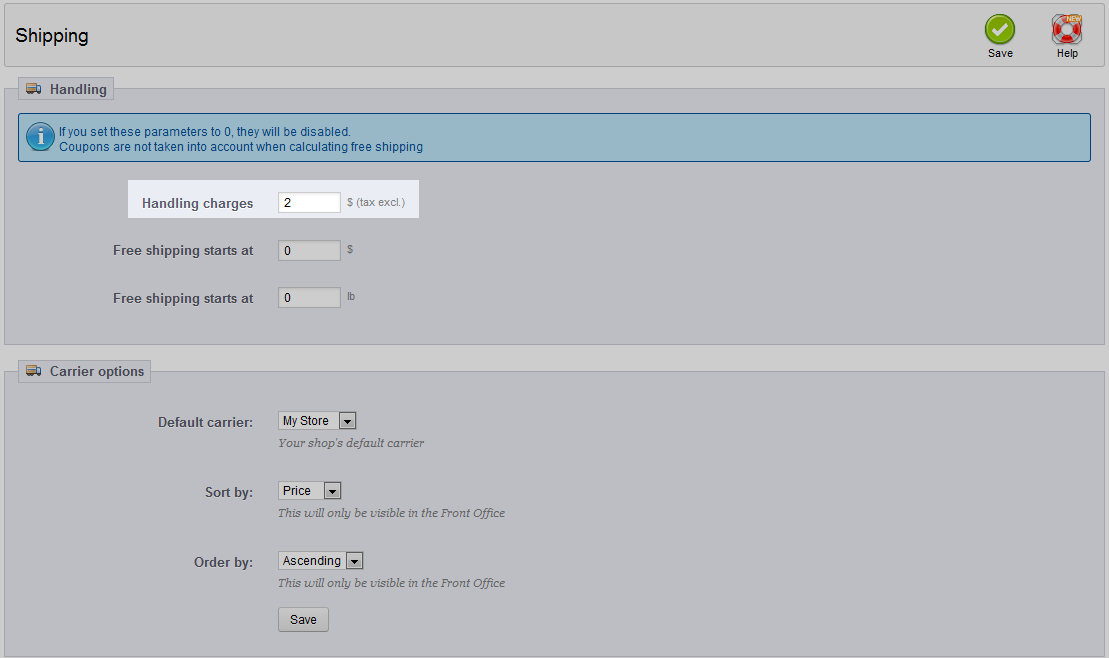 Shipping
Save
NEW
Help
Handling
i
If you set these parameters to 0, they will be disabled.
Coupons are not taken into account when calculating free shipping
Handling charges 2 $ (tax excl.)
Free shipping starts at 0 $
Free shipping starts at 0 lb
Carrier options
Default carrier: My Store
Your shop's default carrier
Sort by: Price
This will only be visible in the Front Office
Order by: Ascending
This will only be visible in the Front Office
Save